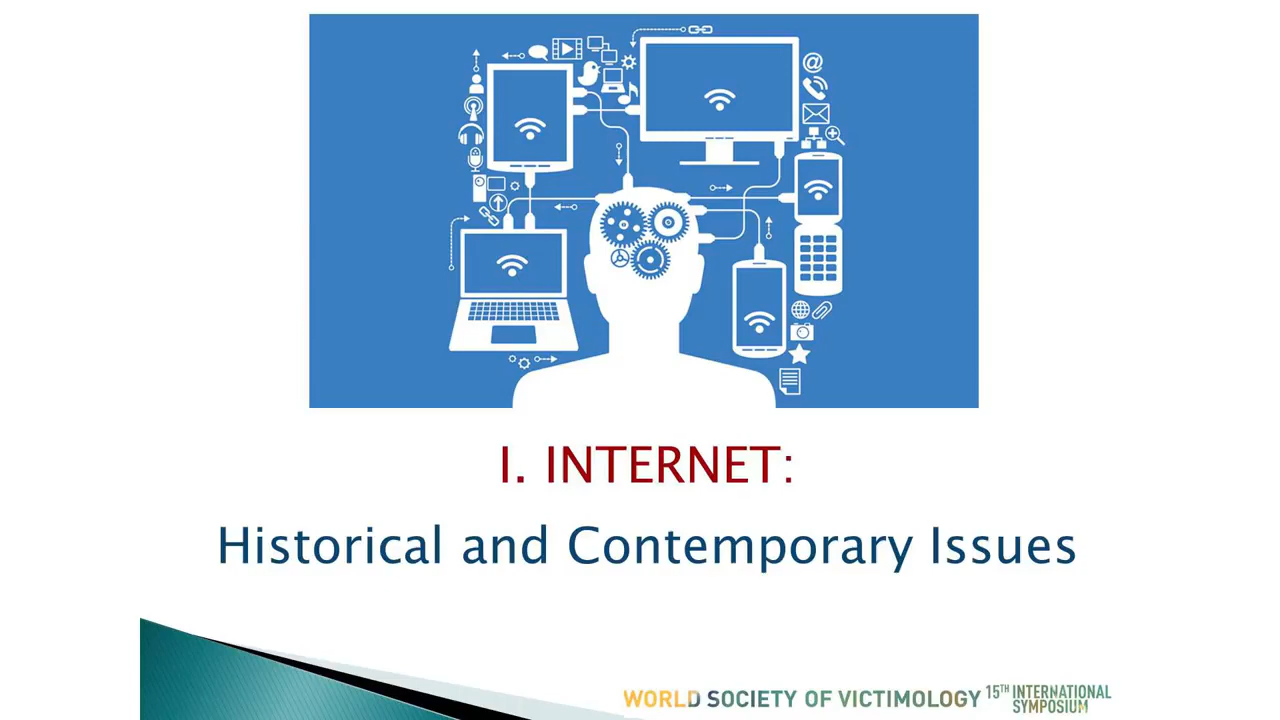 @
I. INTERNET:
Historical and Contemporary Issues
WORLD SOCIETY OF VICTIMOLOGY 15TH INTERNATIONAL
SYMPOSIUM